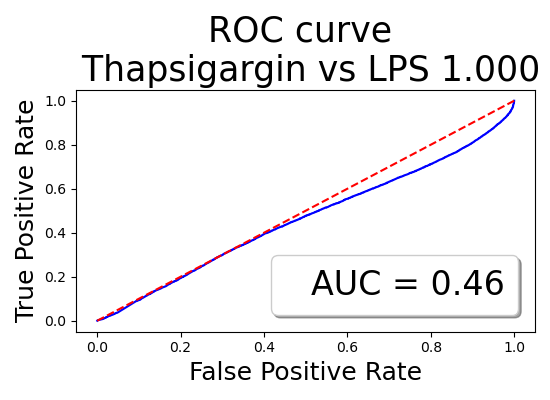 ROC curve
Thapsigargin vs LPS 1.000
True Positive Rate
1.0
0.8
0.6
0.4
0.2
0.0
AUC = 0.46
0.0 0.2 0.4 0.6 0.8 1.0
False Positive Rate